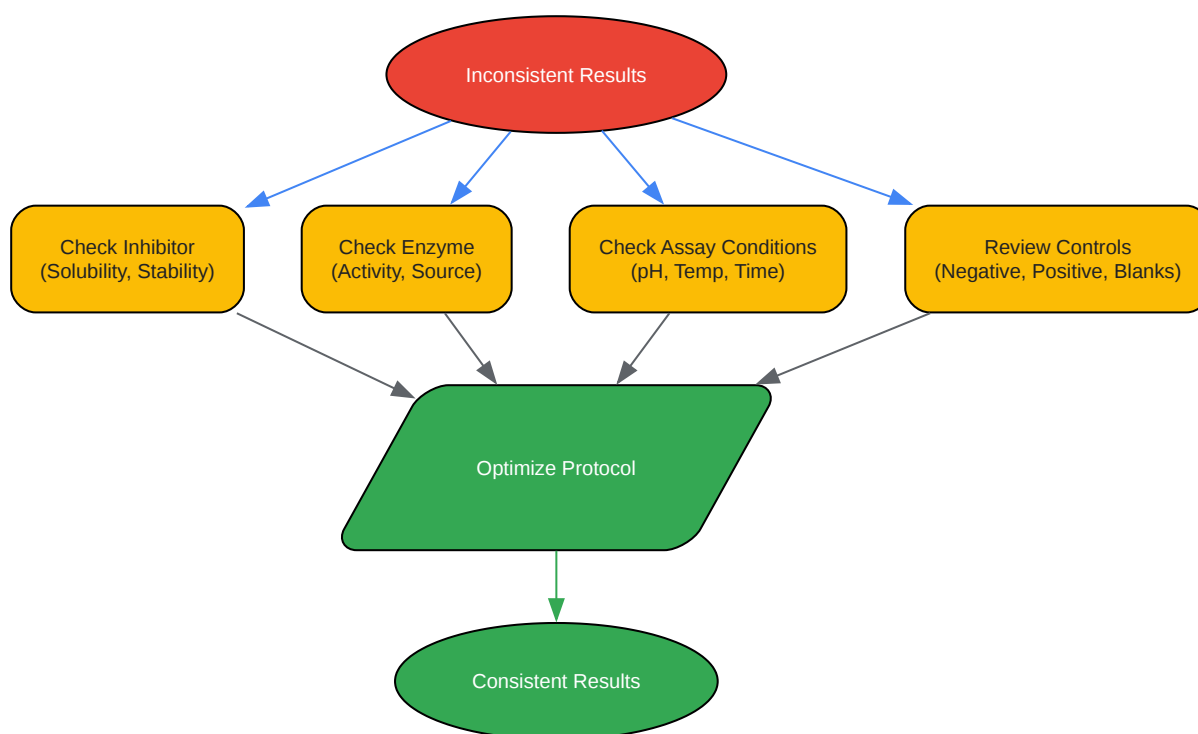 Inconsistent Results
Check Inhibitor
(Solubility, Stability)
Check Enzyme
(Activity, Source)
Check Assay Conditions
(pH, Temp, Time)
Review Controls
(Negative, Positive, Blanks)
Optimize Protocol
Consistent Results